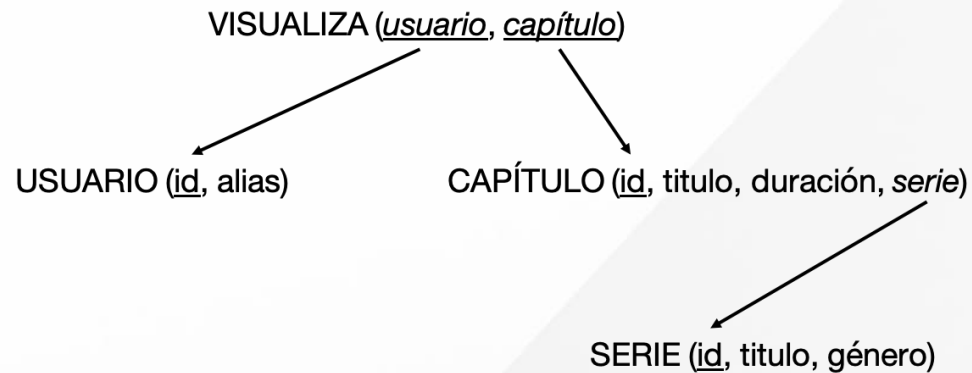 VISUALIZA (usuario, capítulo)
USUARIO (id, alias)
CAPÍTULO (id, titulo, duración, serie)
SERIE (id, titulo, género)